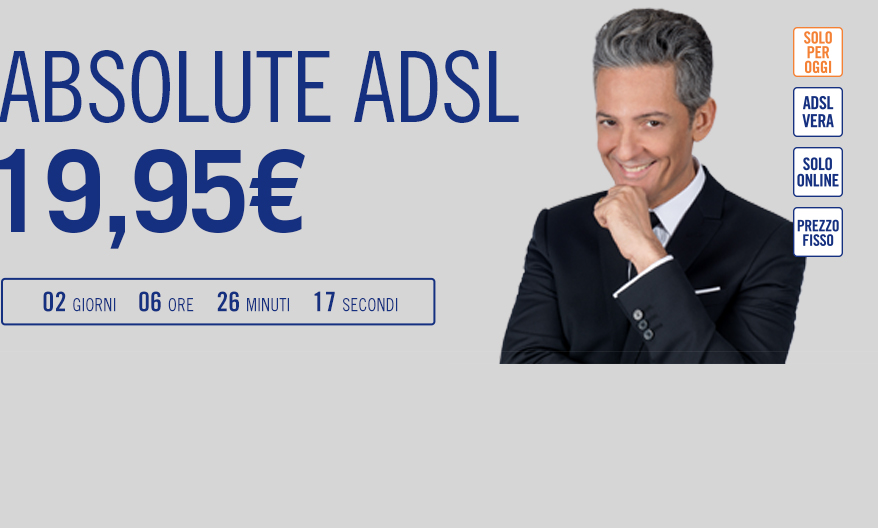 ABSOLUTE ADSL
19,95€
02 GIORNI 06 ORE 26 MINUTI 17 SECONDI
SOLO
PER
OGGI
ADSL
VERA
SOLO
ONLINE
PREZZO
FISSO